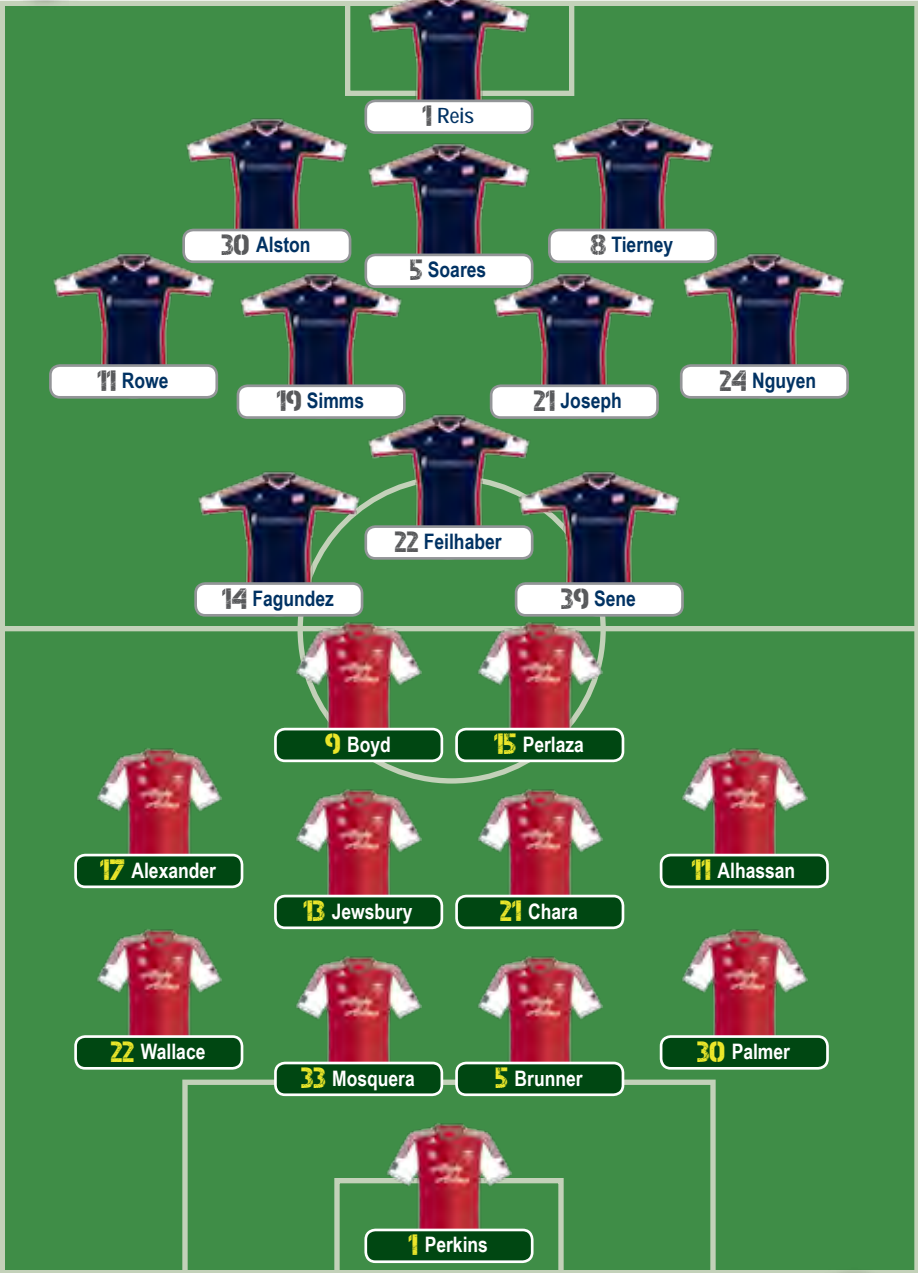 1 Reis
30 Alston
8 Tierney
5 Soares
11 Rowe
24 Nguyen
19 Simms
21 Joseph
22 Feilhaber
14 Fagundez
39 Sene
9 Boyd
15 Perlaza
17 Alexander
11 Alhassan
13 Jewsbury
21 Chara
22 Wallace
30 Palmer
33 Mosquera
5 Brunner
1 Perkins